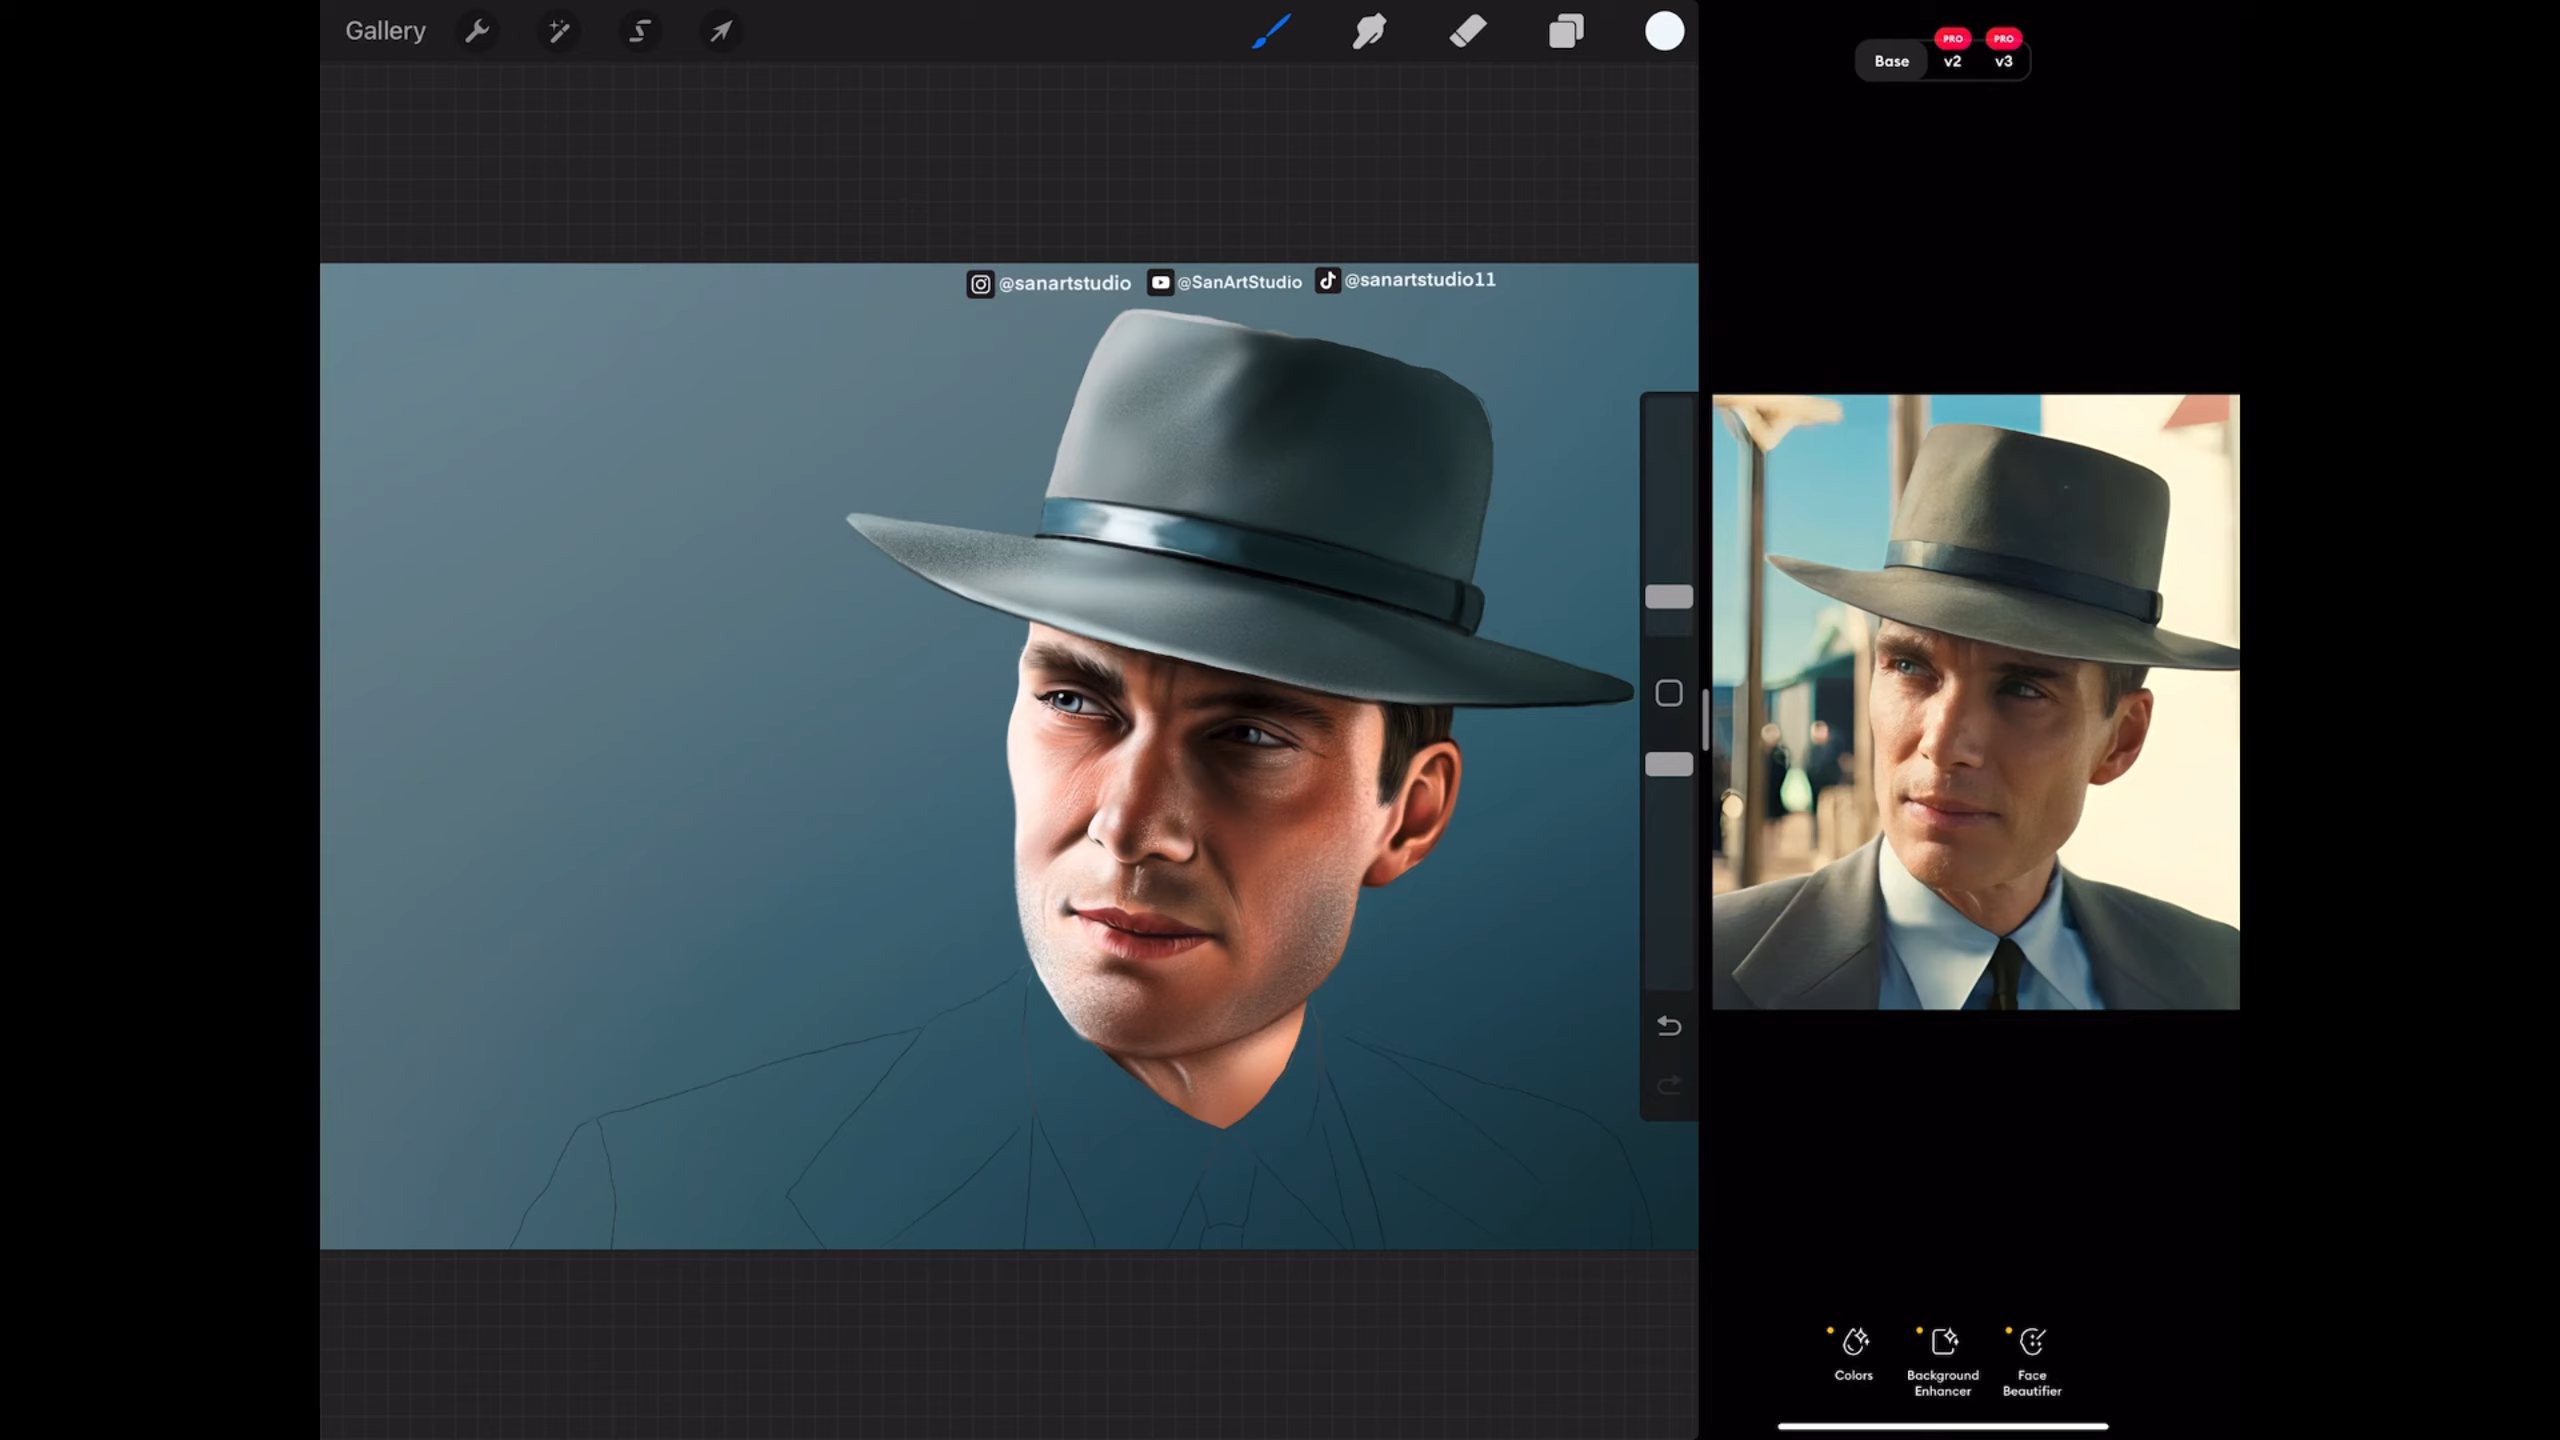 Gallery
PRO PRO
Base v2 v3
@sanartstudio @SanArtStudio @sanartstudio11
Colors
Background
Enhancer
Face
Beautifier